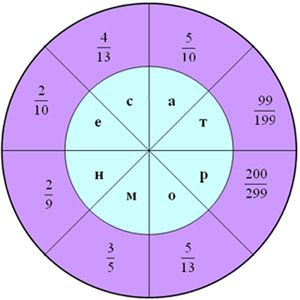 4/13 5/10
2/10 с а 99/199
е т
2/9 н р 200/299
м о
3/5 5/13